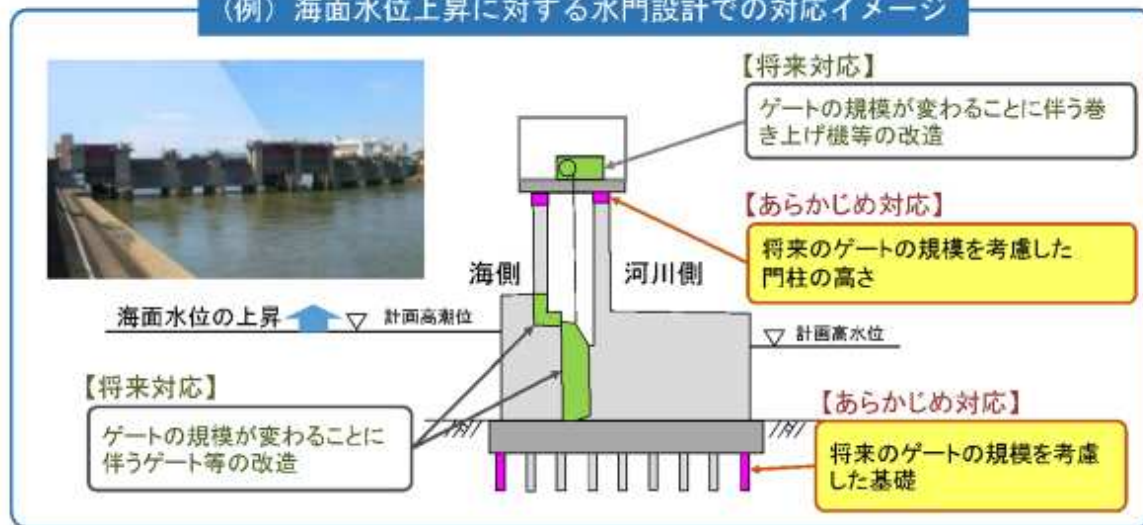 (例) 海面水位上昇に対する水門設計での対応イメージ
【将来対応】
ゲートの規模が変わることに伴う巻
き上げ機等の改造
【あらかじめ対応】
将来のゲートの規模を考慮した
門柱の高さ
海側
河川側
海面水位の上昇
計画高潮位
計画高水位
【将来対応】
ゲートの規模が変わることに
伴うゲート等の改造
【あらかじめ対応】
将来のゲートの規模を考慮
した基礎